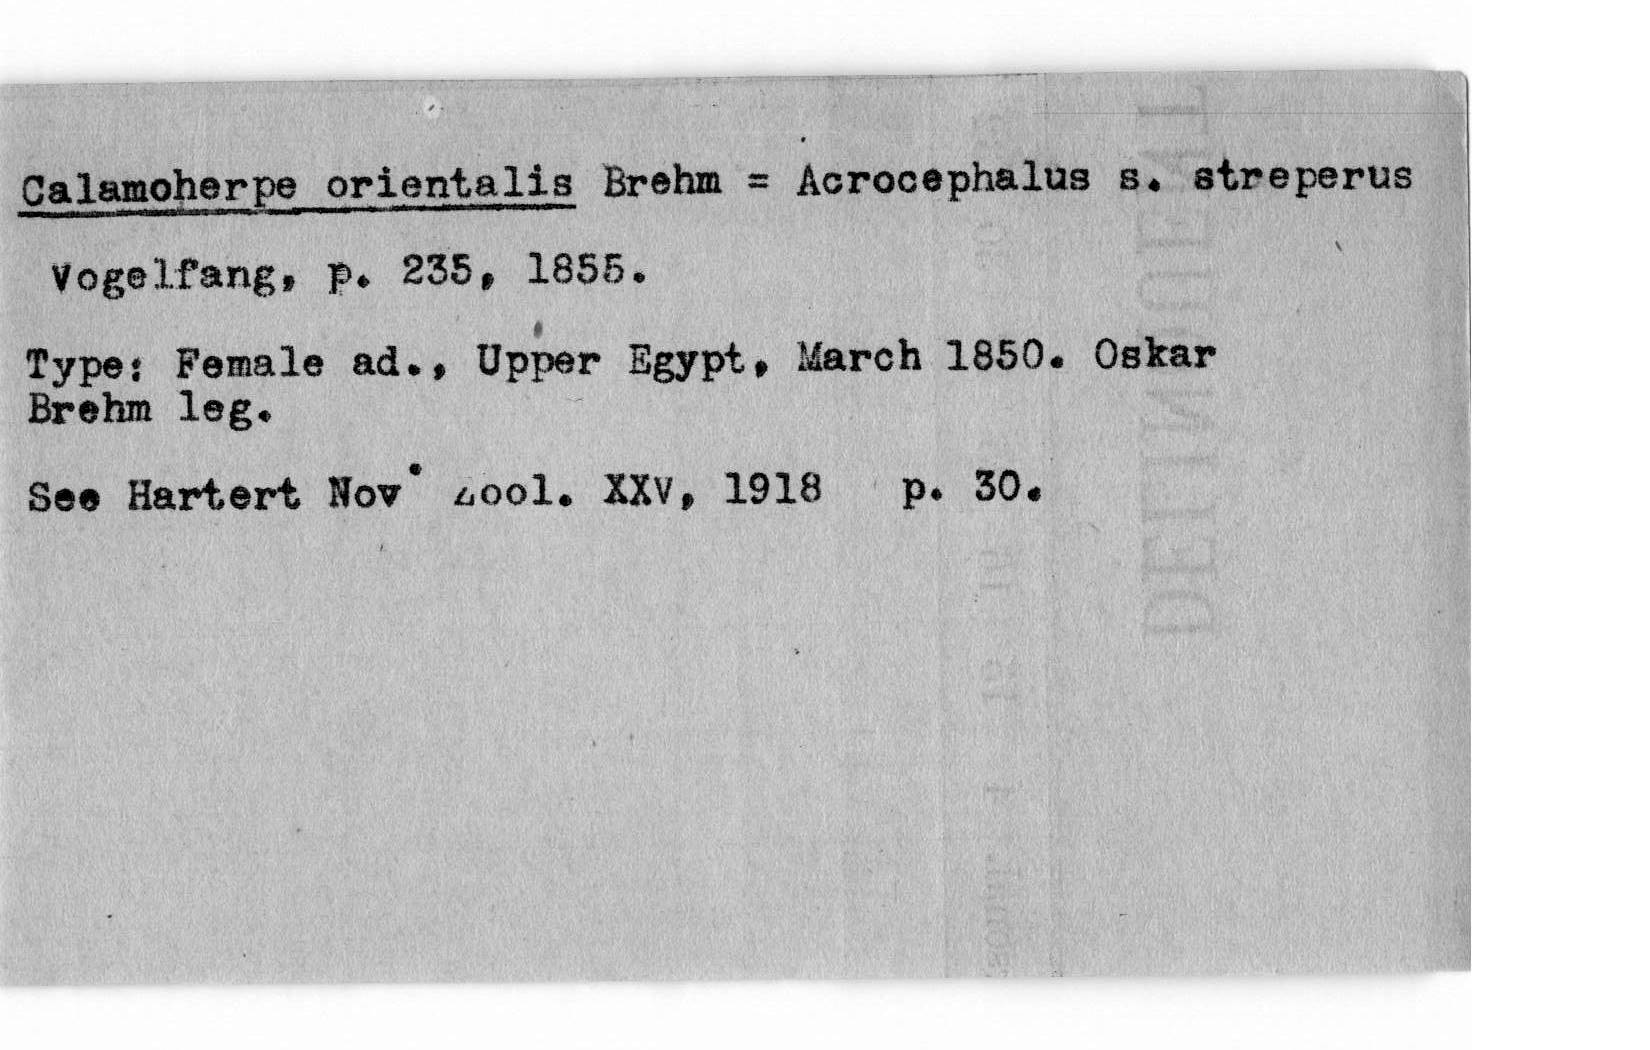 Calamoherpe orientalis Brehm = Acrocephalus s. streperus
Vogelfang, p. 235, 1855.
Type: Female ad., Upper Egypt, March 1850. Oskar
Brehm leg.
See Hartert Nov. Zool. XXV, 1918 p. 30.